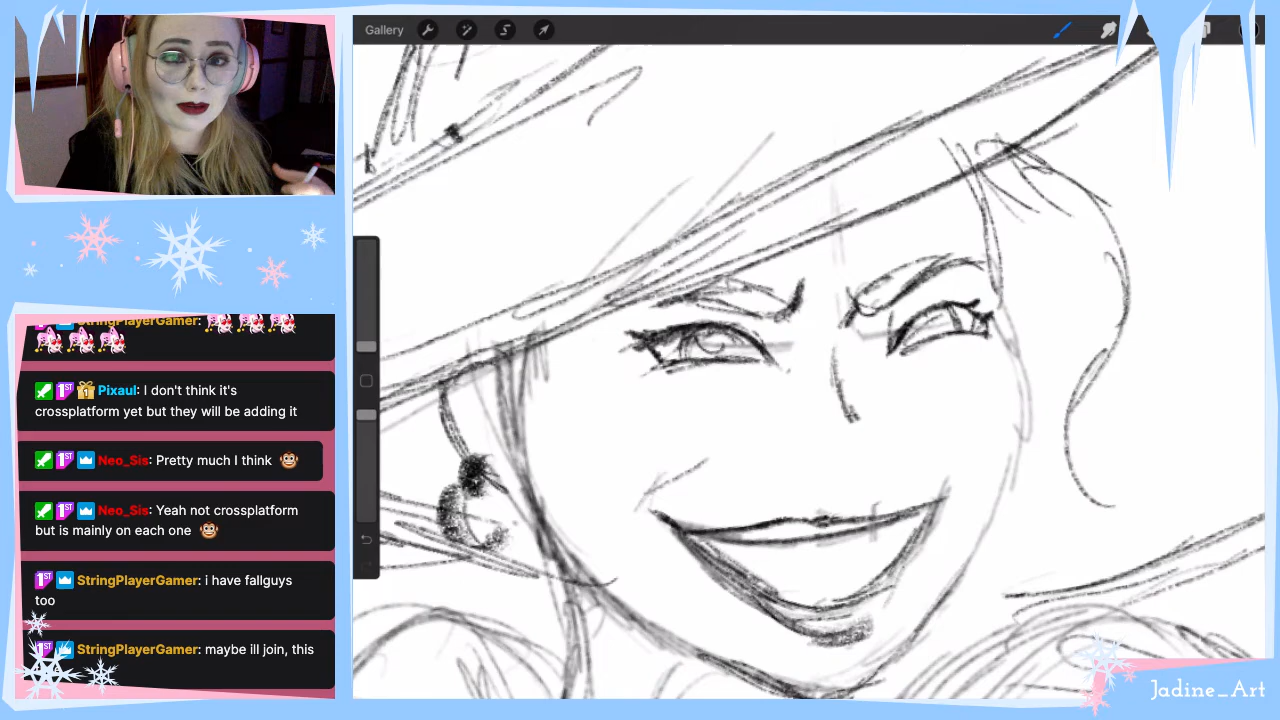 Gallery
StringPlayerGamer:
Pixaul: I don't think it's
crossplatform yet but they will be adding it
Neo_Sis: Pretty much I think
Neo_Sis: Yeah not crossplatform
but is mainly on each one
StringPlayerGamer: i have fallguys
too
StringPlayerGamer: maybe ill join, this
Jadine_Art